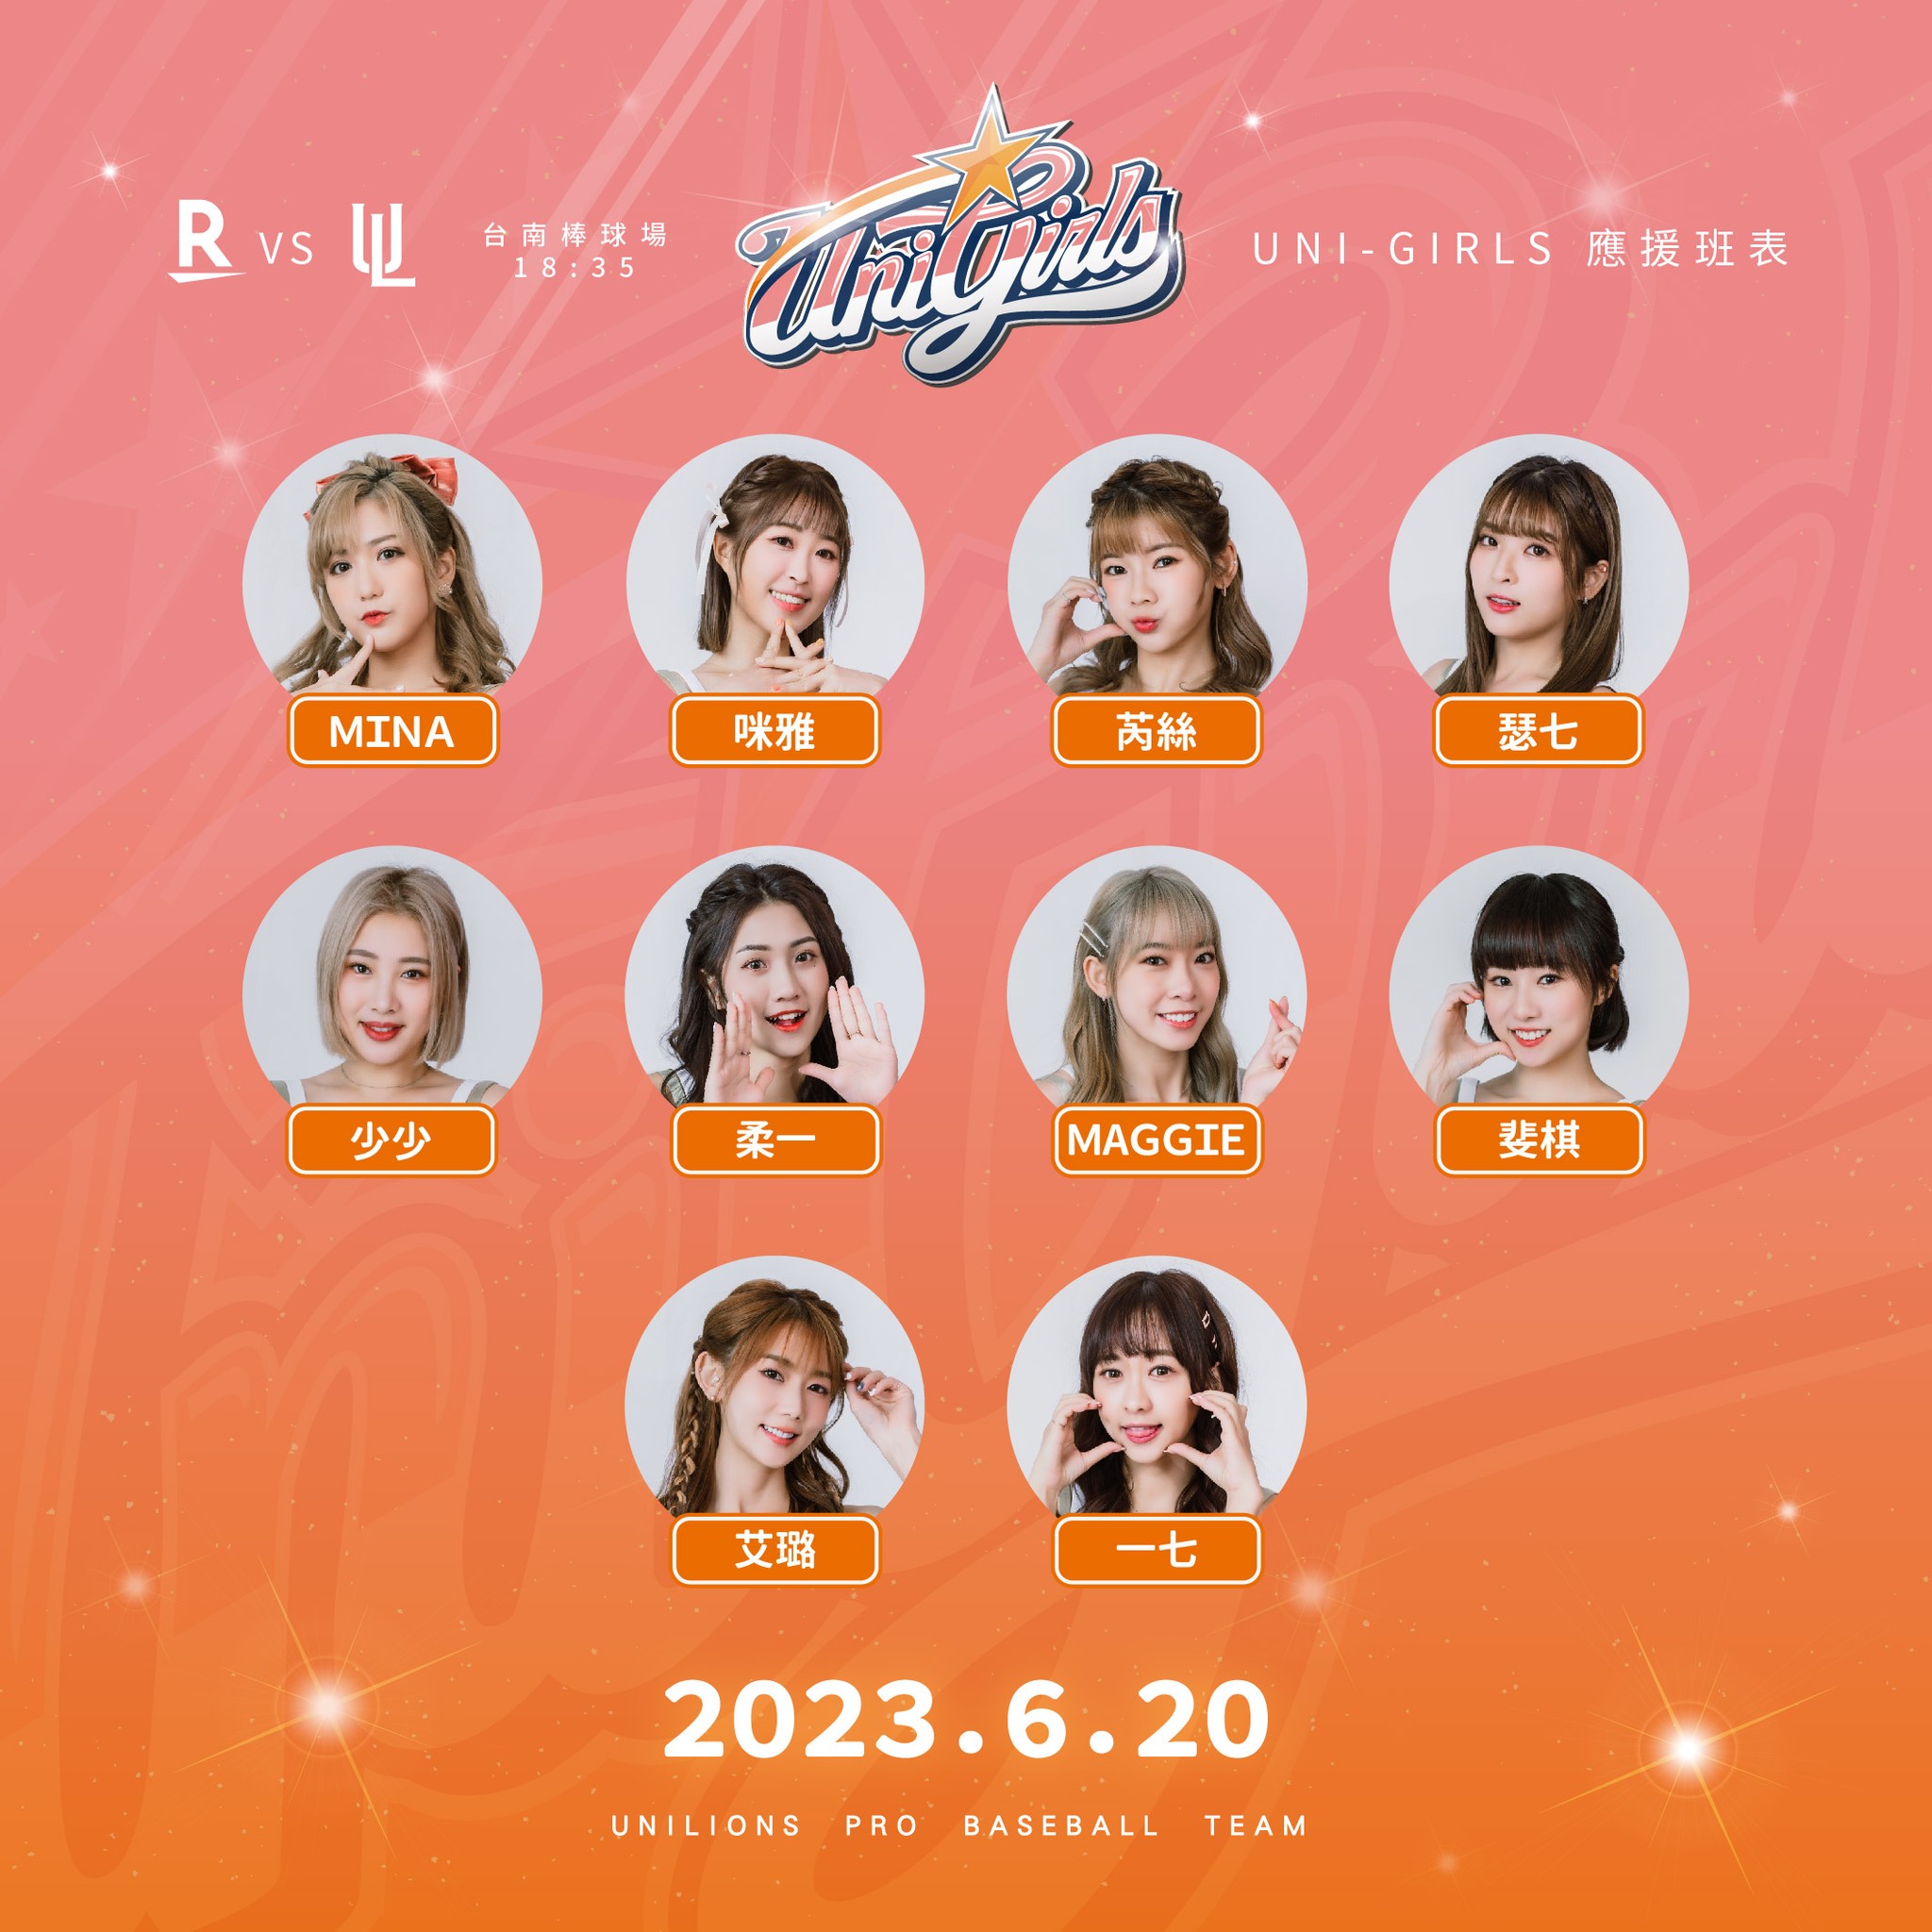 R VS UL
台南棒球場
18:35
UniGirls
UNI-GIRLS 應援班表
MINA
咪雅
芮絲
瑟七
少少
柔一
MAGGIE
斐棋
艾璐
一七
2023.6.20
UNILIONS PRO BASEBALL TEAM